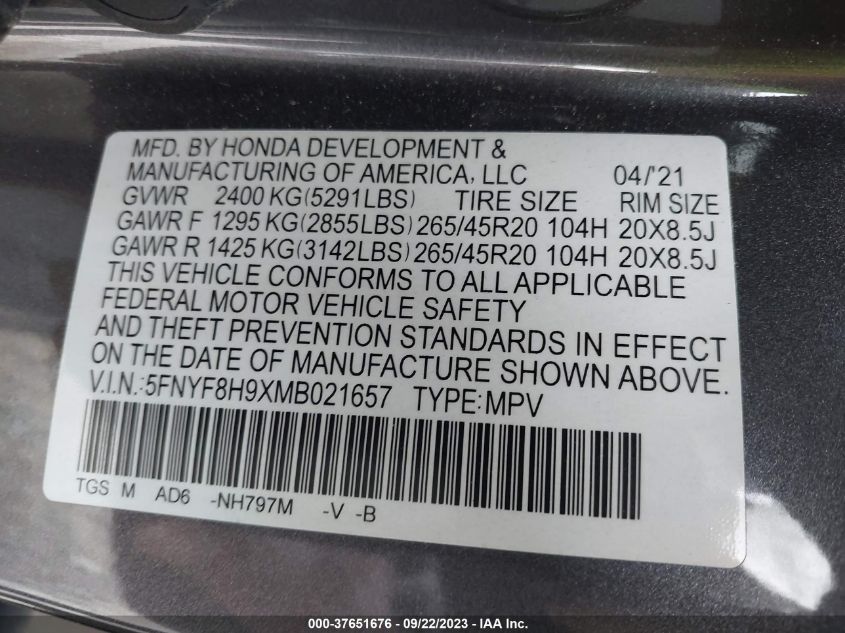 MFD. BY HONDA DEVELOPMENT &
MANUFACTURING OF AMERICA, LLC 04/'21
GVWR 2400 KG(5291LBS) TIRE SIZE RIM SIZE
GAWR F 1295 KG(2855LBS) 265/45R20 104H 20X8.5J
GAWR R 1425 KG(3142LBS) 265/45R20 104H 20X8.5J
THIS VEHICLE CONFORMS TO ALL APPLICABLE
FEDERAL MOTOR VEHICLE SAFETY
AND THEFT PREVENTION STANDARDS IN EFFECT
ON THE DATE OF MANUFACTURE SHOWN ABOVE.
V.I.N.:5FNYF8H9XMB021657 TYPE:MPV
TGS M AD6 -NH797M -V -B
000-37651676 - 09/22/2023 - IAA Inc.